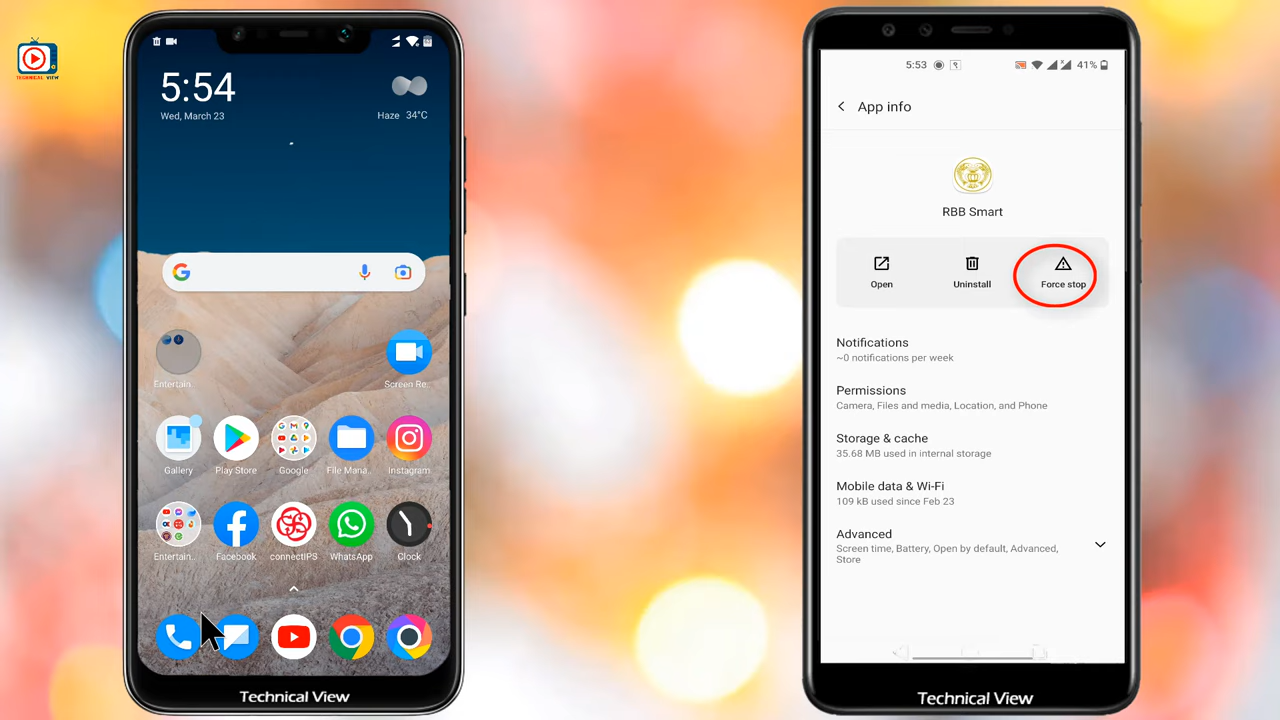 TECHNICAL VIEW
5:54
Wed, March 23
Haze 34°C
Entertain..
Screen Re..
Gallery
Play Store
Google
File Mana..
Instagram
Entertain..
Facebook
connectIPS
WhatsApp
Clock
Technical View
5:53
41%
App info
RBB Smart
Open
Uninstall
Force stop
Notifications
~0 notifications per week
Permissions
Camera, Files and media, Location, and Phone
Storage & cache
35.68 MB used in internal storage
Mobile data & Wi-Fi
109 kB used since Feb 23
Advanced
Screen time, Battery, Open by default, Advanced,
Store
Technical View